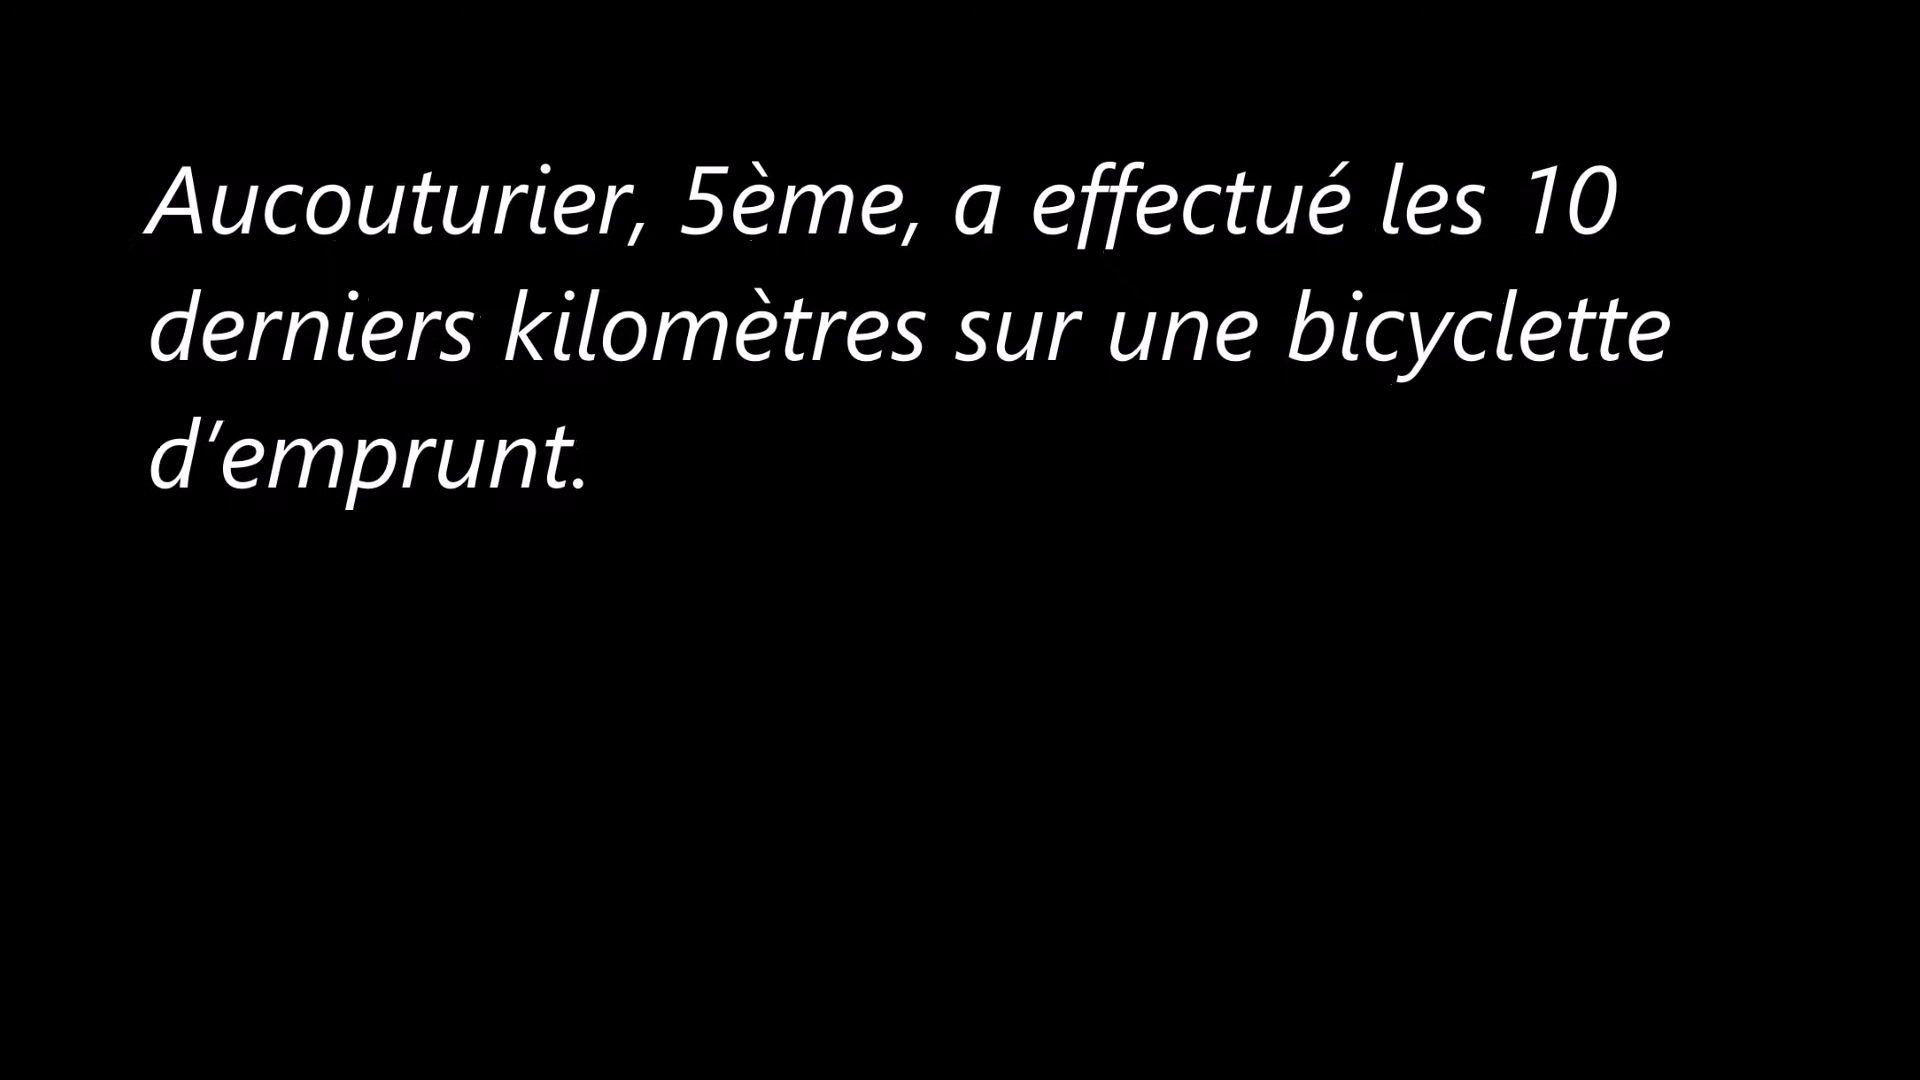 Aucouturier, 5ème, a effectué les 10
derniers kilomètres sur une bicyclette
d’emprunt.